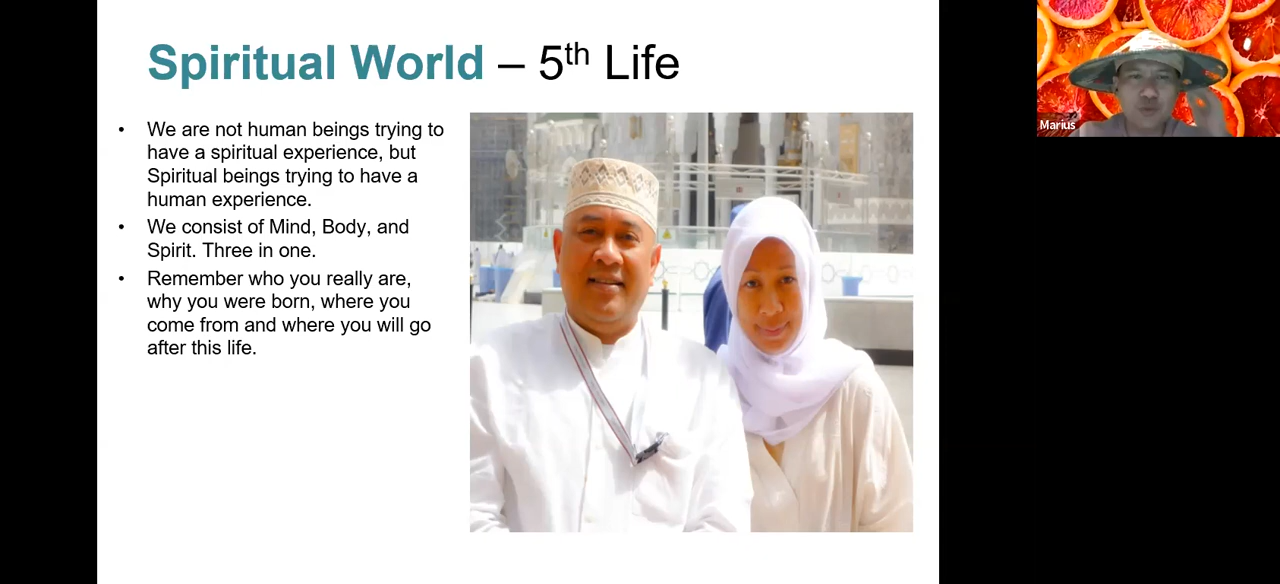 Spiritual World – 5th Life
• We are not human beings trying to
have a spiritual experience, but
Spiritual beings trying to have a
human experience.
• We consist of Mind, Body, and
Spirit. Three in one.
• Remember who you really are,
why you were born, where you
come from and where you will go
after this life.
Marius